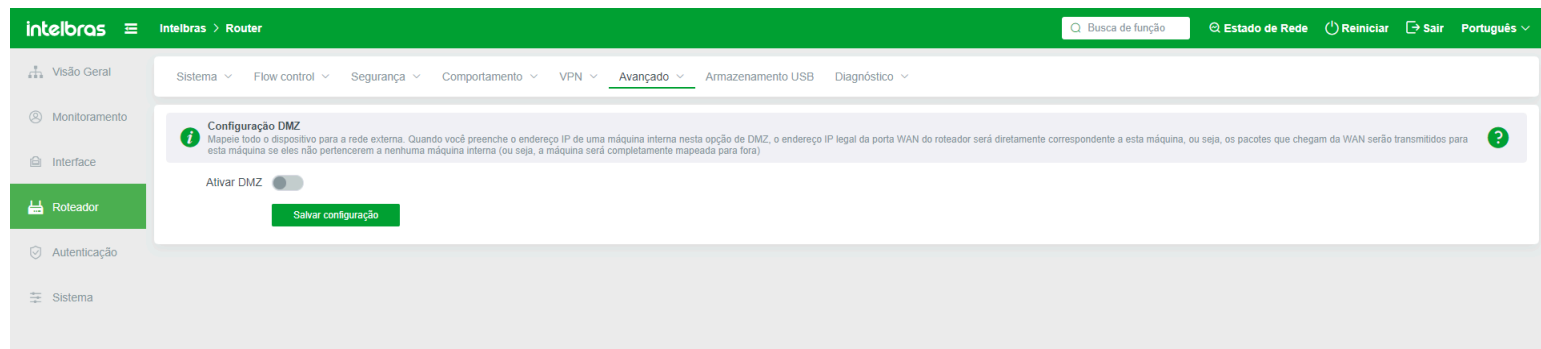 intelbras
Intelbras > Router
Busca de função
Estado de Rede
Reiniciar
Sair
Português
Visão Geral
Monitoramento
Interface
Roteador
Autenticação
Sistema
Sistema
Flow control
Segurança
Comportamento
VPN
Avançado
Armazenamento USB
Diagnóstico
Configuração DMZ
Mapeie todo o dispositivo para a rede externa. Quando você preenche o endereço IP de uma máquina interna nesta opção de DMZ, o endereço IP legal da porta WAN do roteador será diretamente correspondente a esta máquina, ou seja, os pacotes que chegam da WAN serão transmitidos para
esta máquina se eles não pertencerem a nenhuma máquina interna (ou seja, a máquina será completamente mapeada para fora)
Ativar DMZ
Salvar configuração